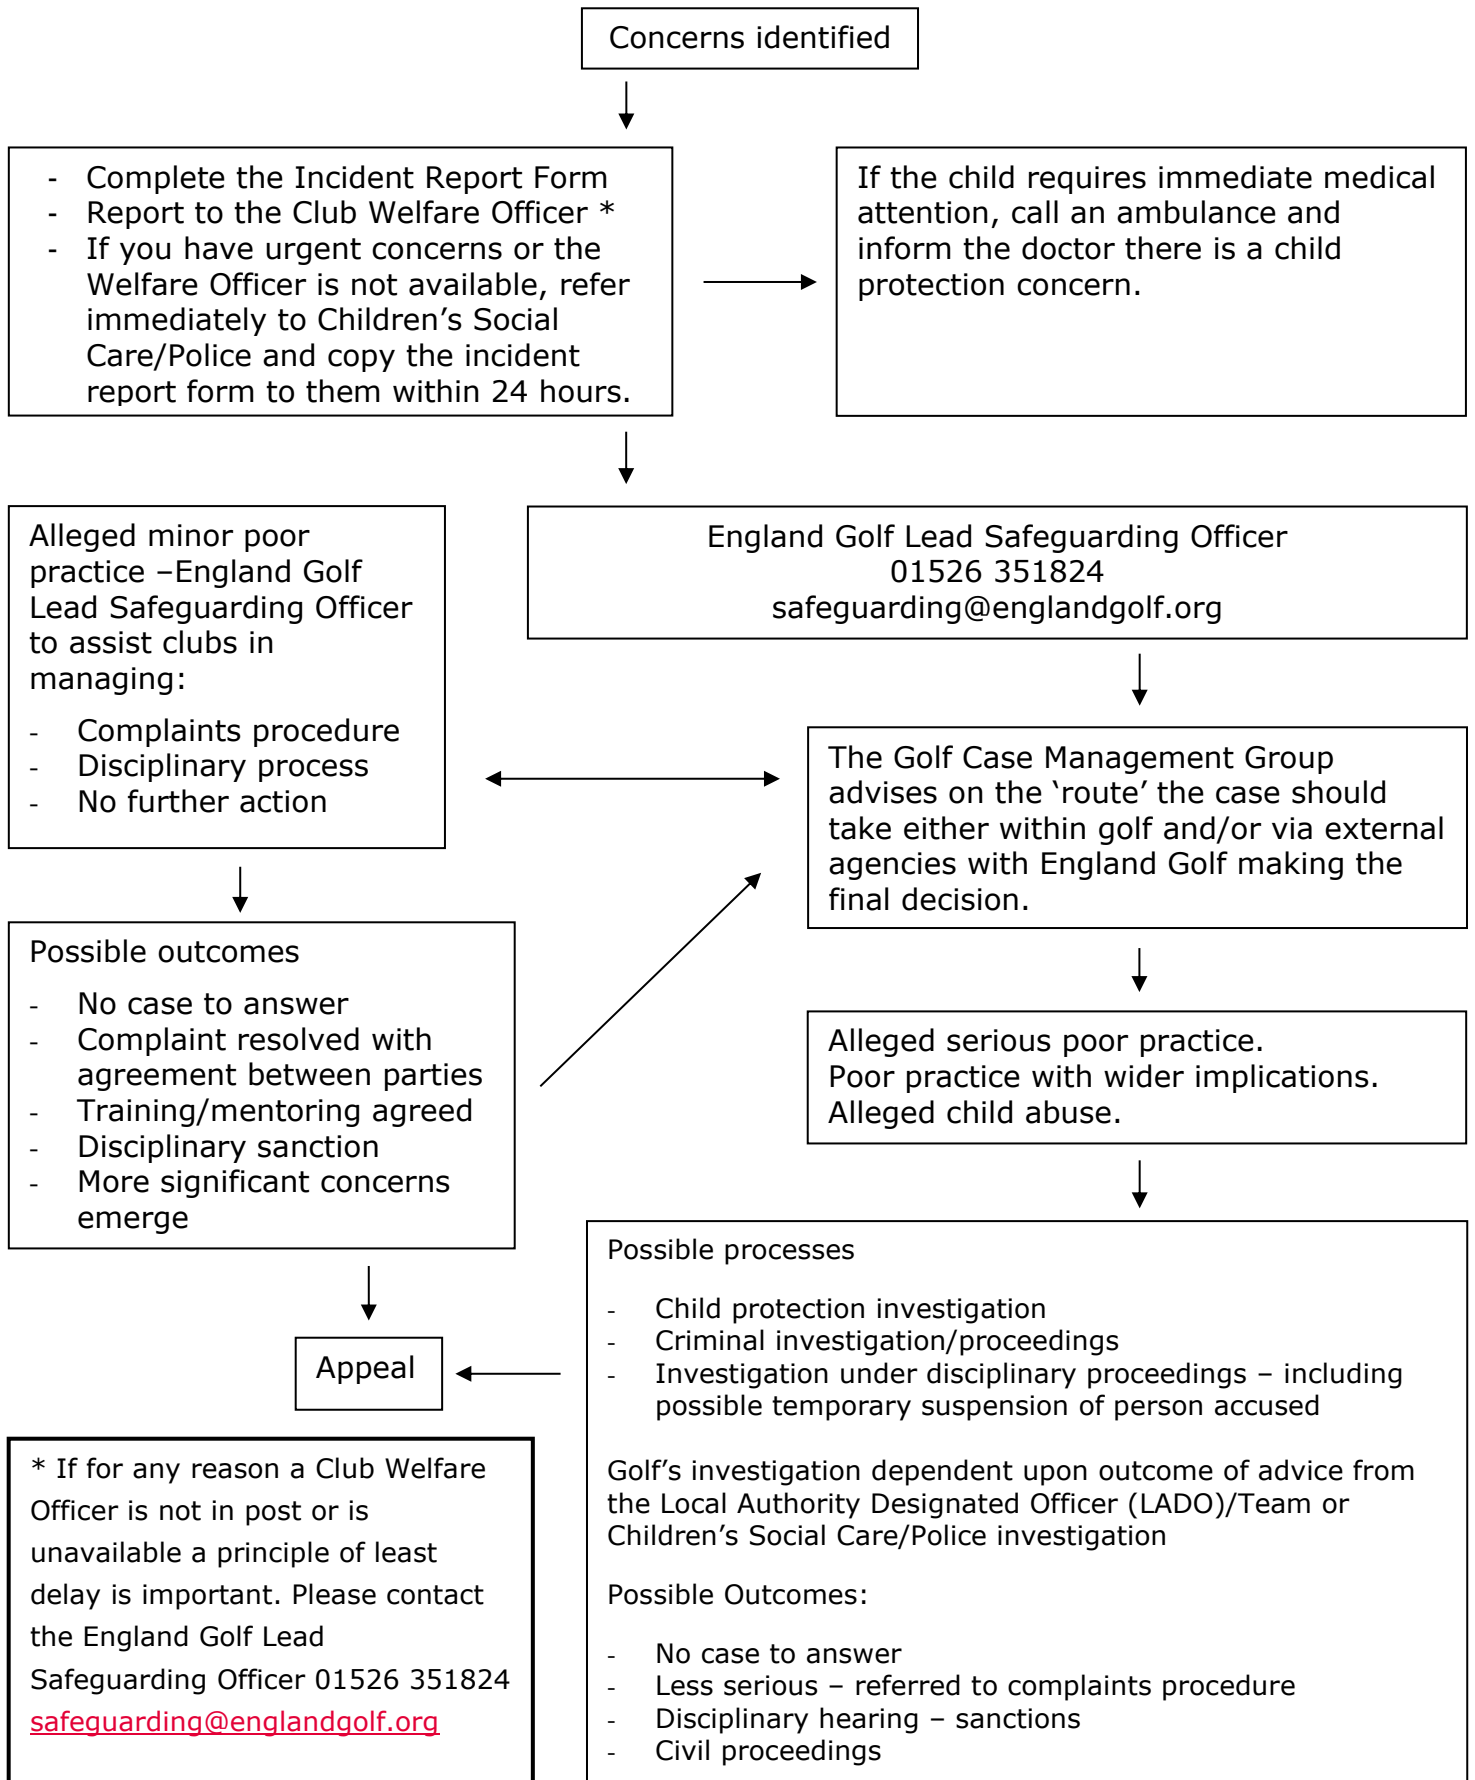 Concerns identified
- Complete the Incident Report Form
- Report to the Club Welfare Officer *
- If you have urgent concerns or the
Welfare Officer is not available, refer
immediately to Children’s Social
Care/Police and copy the incident
report form to them within 24 hours.
If the child requires immediate medical
attention, call an ambulance and
inform the doctor there is a child
protection concern.
Alleged minor poor
practice –England Golf
Lead Safeguarding Officer
to assist clubs in
managing:
- Complaints procedure
- Disciplinary process
- No further action
England Golf Lead Safeguarding Officer
01526 351824
safeguarding@englandgolf.org
The Golf Case Management Group
advises on the ‘route’ the case should
take either within golf and/or via external
agencies with England Golf making the
final decision.
Possible outcomes
- No case to answer
- Complaint resolved with
agreement between parties
- Training/mentoring agreed
- Disciplinary sanction
- More significant concerns
emerge
Alleged serious poor practice.
Poor practice with wider implications.
Alleged child abuse.
Appeal
Possible processes
- Child protection investigation
- Criminal investigation/proceedings
- Investigation under disciplinary proceedings – including
possible temporary suspension of person accused
Golf’s investigation dependent upon outcome of advice from
the Local Authority Designated Officer (LADO)/Team or
Children’s Social Care/Police investigation
Possible Outcomes:
- No case to answer
- Less serious – referred to complaints procedure
- Disciplinary hearing – sanctions
- Civil proceedings
* If for any reason a Club Welfare
Officer is not in post or is
unavailable a principle of least
delay is important. Please contact
the England Golf Lead
Safeguarding Officer 01526 351824
safeguarding@englandgolf.org